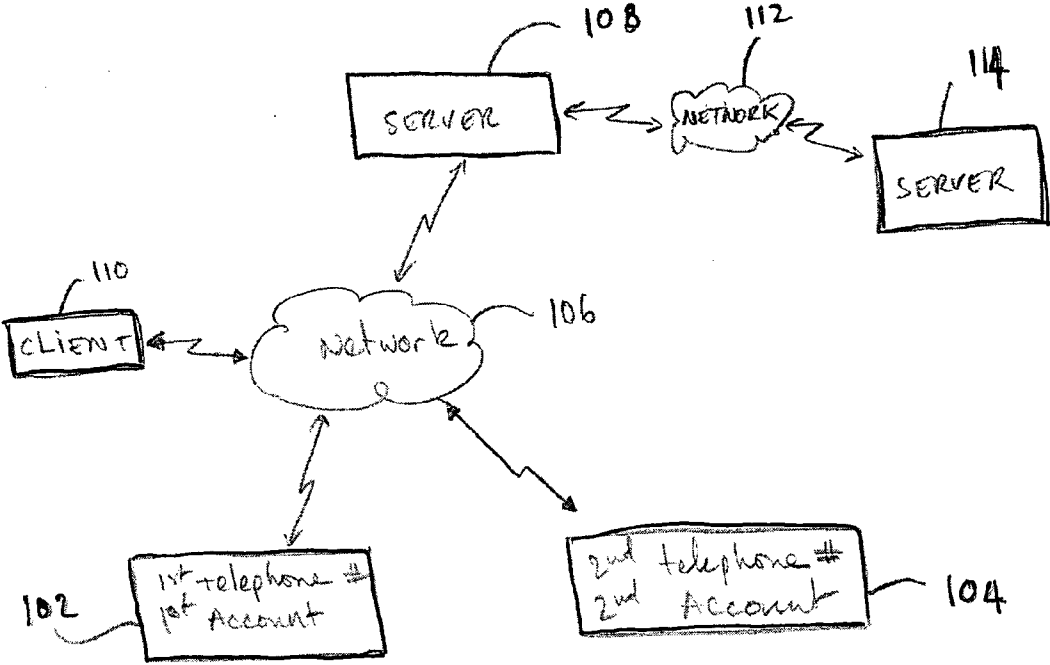 108
112
114
SERVER
NETWORK
SERVER
110
CLIENT
Network
106
1st telephone #
1st Account
102
2nd telephone #
2nd Account
104